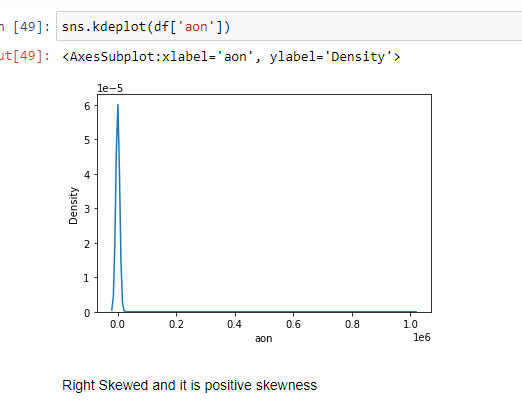 n [49]: sns.kdeplot(df['aon'])
ut[49]: <AxesSubplot:xlabel='aon', ylabel='Density'>
1e−5
6
5
4
3
2
1
0
Density
0.0 0.2 0.4 0.6 0.8 1.0
1e6
aon
Right Skewed and it is positive skewness